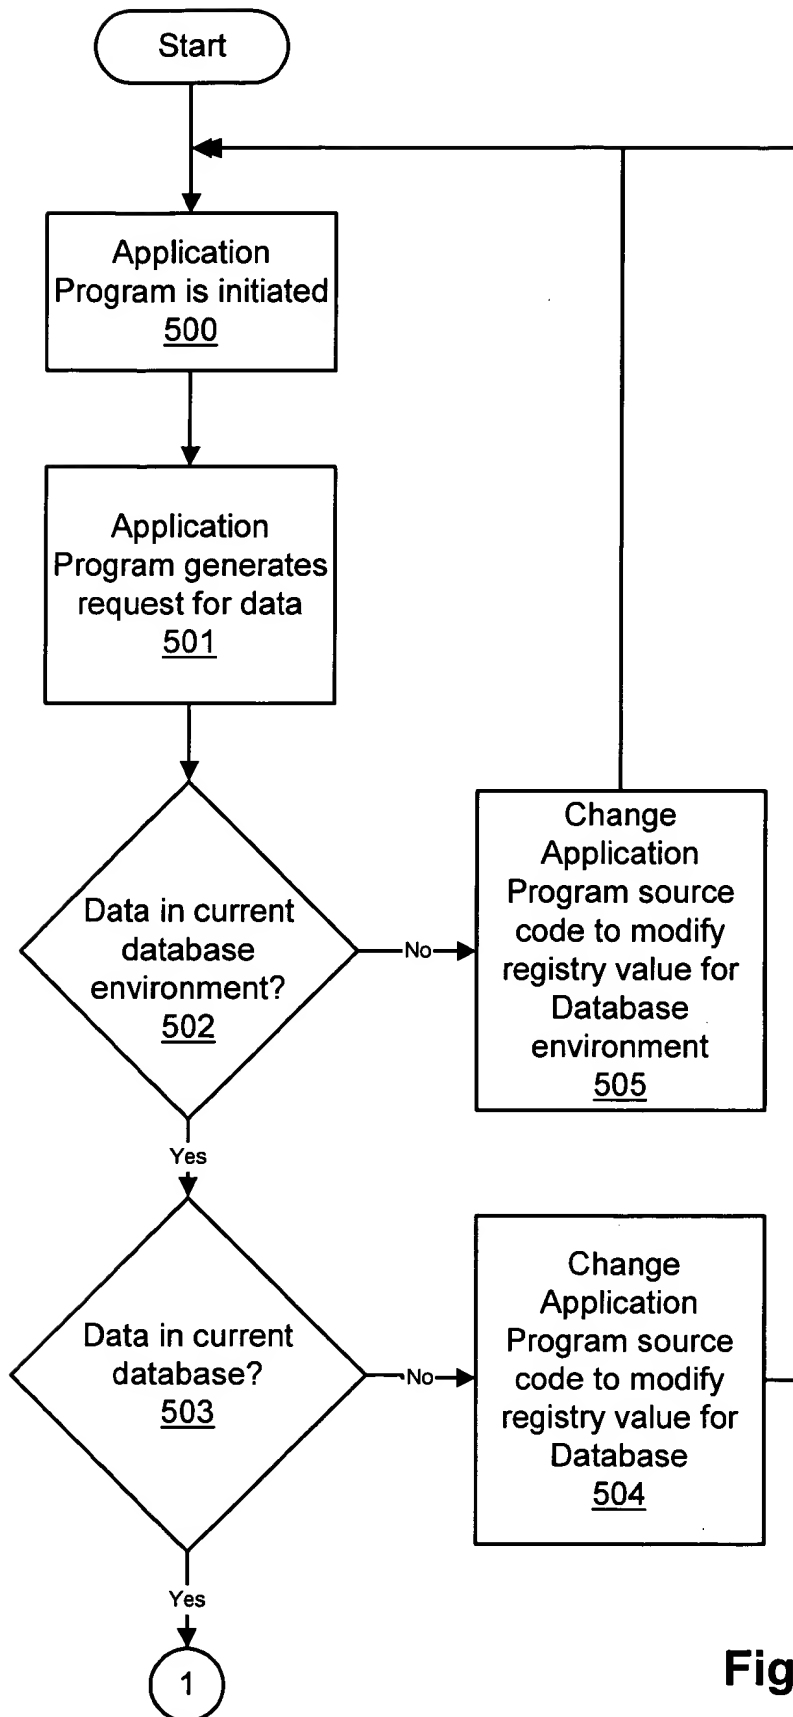 Start
Application
Program is initiated
500
Application
Program generates
request for data
501
Data in current
database
environment?
502
No
Change
Application
Program source
code to modify
registry value for
Database
environment
505
Yes
Data in current
database?
503
No
Change
Application
Program source
code to modify
registry value for
Database
504
Yes
1
Fig